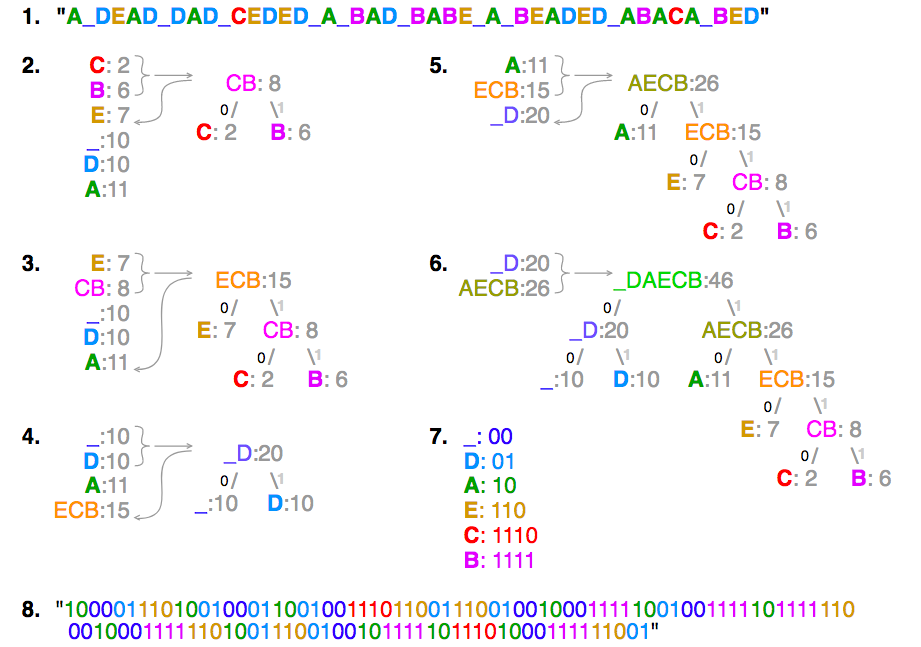 1. "A_DEAD_DAD_CEDED_A_BAD_BABE_A_BEADED_ABACA_BED"
2.
C: 2
B: 6
E: 7
_:10
D:10
A:11
CB: 8
0/ \1
C: 2 B: 6
3.
E: 7
CB: 8
_:10
D:10
A:11
ECB:15
0/ \1
E: 7 CB: 8
0/ \1
C: 2 B: 6
4.
_:10
D:10
A:11
ECB:15
_D:20
0/ \1
_:10 D:10
5.
A:11
ECB:15
_D:20
AECB:26
0/ \1
A:11 ECB:15
0/ \1
E: 7 CB: 8
0/ \1
C: 2 B: 6
6.
_D:20
AECB:26
_DAECB:46
0/ \1
_D:20 AECB:26
0/ \1 0/ \1
_:10 D:10 A:11 ECB:15
0/ \1
E: 7 CB: 8
0/ \1
C: 2 B: 6
7. _: 00
D: 01
A: 10
E: 110
C: 1110
B: 1111
8. "100001110100100011001001110110011100100100011111001001111101111110
0010001111110100111001001011111011101000111111001"